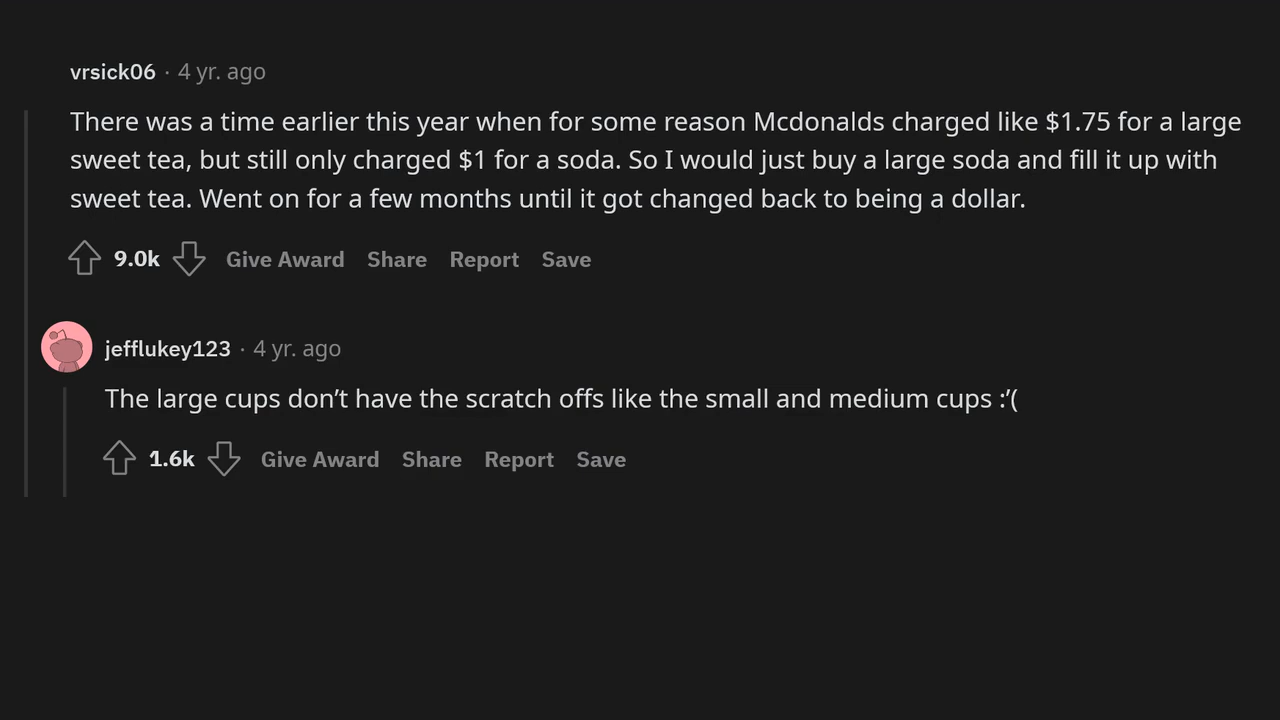 vrsick06 · 4 yr. ago
There was a time earlier this year when for some reason Mcdonalds charged like $1.75 for a large
sweet tea, but still only charged $1 for a soda. So I would just buy a large soda and fill it up with
sweet tea. Went on for a few months until it got changed back to being a dollar.
9.0k Give Award Share Report Save
jefflukey123 · 4 yr. ago
The large cups don’t have the scratch offs like the small and medium cups :’(
1.6k Give Award Share Report Save